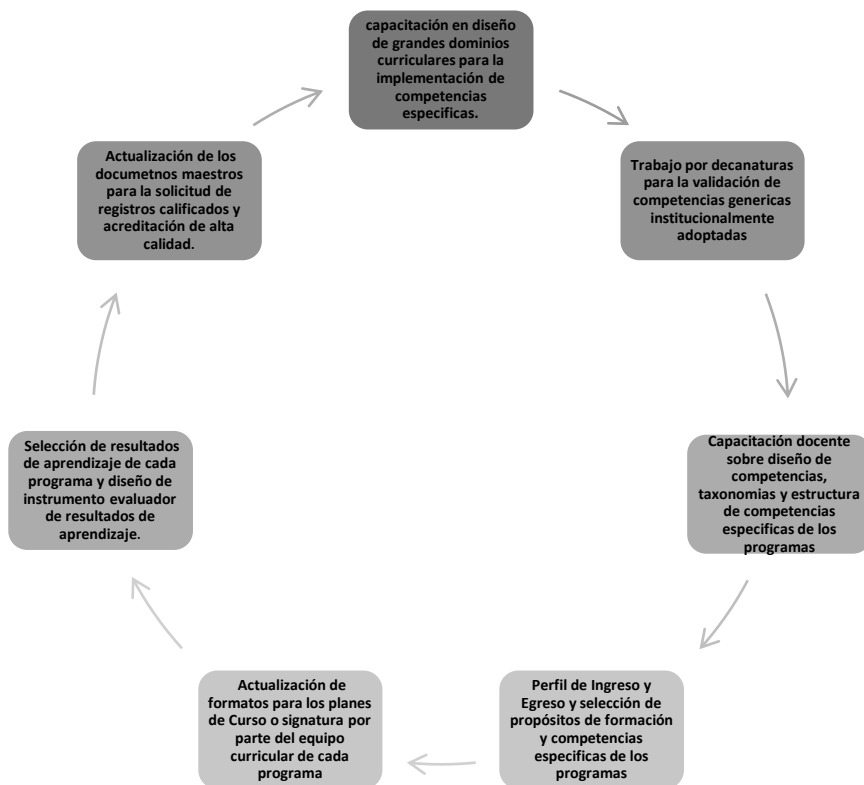 capacitación en diseño
de grandes dominios
curriculares para la
implementación de
competencias
especificas.
Trabajo por decanaturas
para la validación de
competencias genericas
institucionalmente
adoptadas
Capacitación docente
sobre diseño de
competencias,
taxonomias y estructura
de competencias
especificas de los
programas
Perfil de Ingreso y
Egreso y selección de
propósitos de formación
y competencias
especificas de los
programas
Actualización de
formatos para los planes
de Curso o signatura por
parte del equipo
curricular de cada
programa
Selección de resultados
de aprendizaje de cada
programa y diseño de
instrumento evaluador
de resultados de
aprendizaje.
Actualización de los
documetnos maestros
para la solicitud de
registros calificados y
acreditación de alta
calidad.